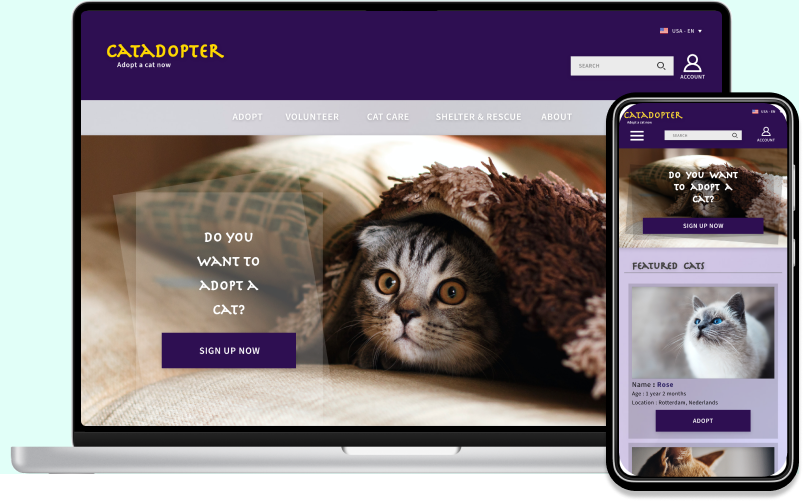 CATADOPTER
Adopt a cat now
USA - EN
SEARCH
ACCOUNT
ADOPT VOLUNTEER CAT CARE SHELTER & RESCUE ABOUT
DO YOU
WANT TO
ADOPT A
CAT?
SIGN UP NOW
CATADOPTER
Adopt a cat now
USA - EN
SEARCH
ACCOUNT
DO YOU WANT
TO ADOPT A
CAT?
SIGN UP NOW
FEATURED CATS
Name : Rose
Age : 1 year 2 months
Location : Rotterdam, Nederlands
ADOPT